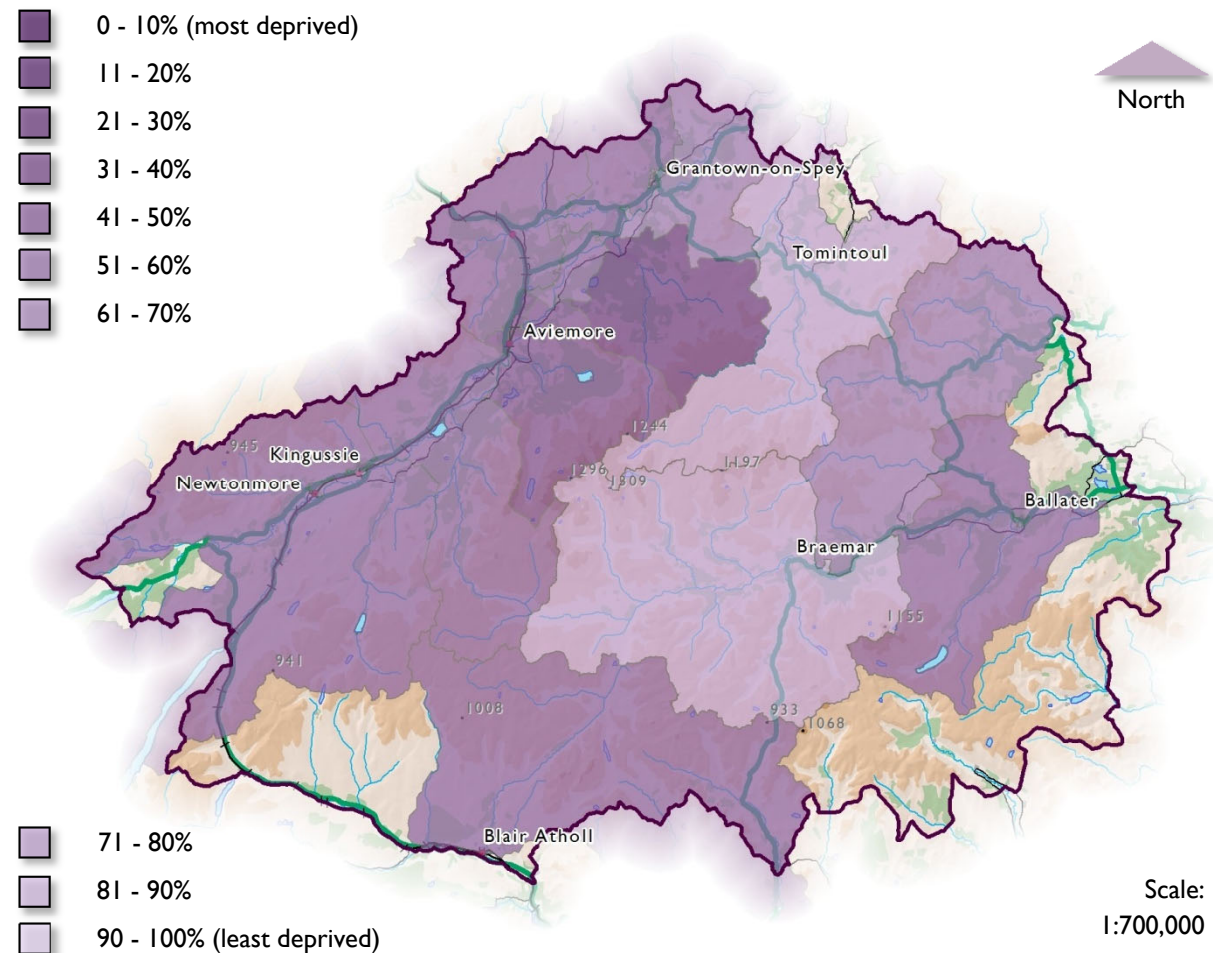 0 - 10% (most deprived)
11 - 20%
21 - 30%
31 - 40%
41 - 50%
51 - 60%
61 - 70%
North
Grantown-on-Spey
Tomintoul
Aviemore
1244
945
Kingussie
1296
1197
1309
Newtonmore
Ballater
Braemar
1155
941
1008
933
1068
Blair Atholl
71 - 80%
81 - 90%
90 - 100% (least deprived)
Scale:
1:700,000